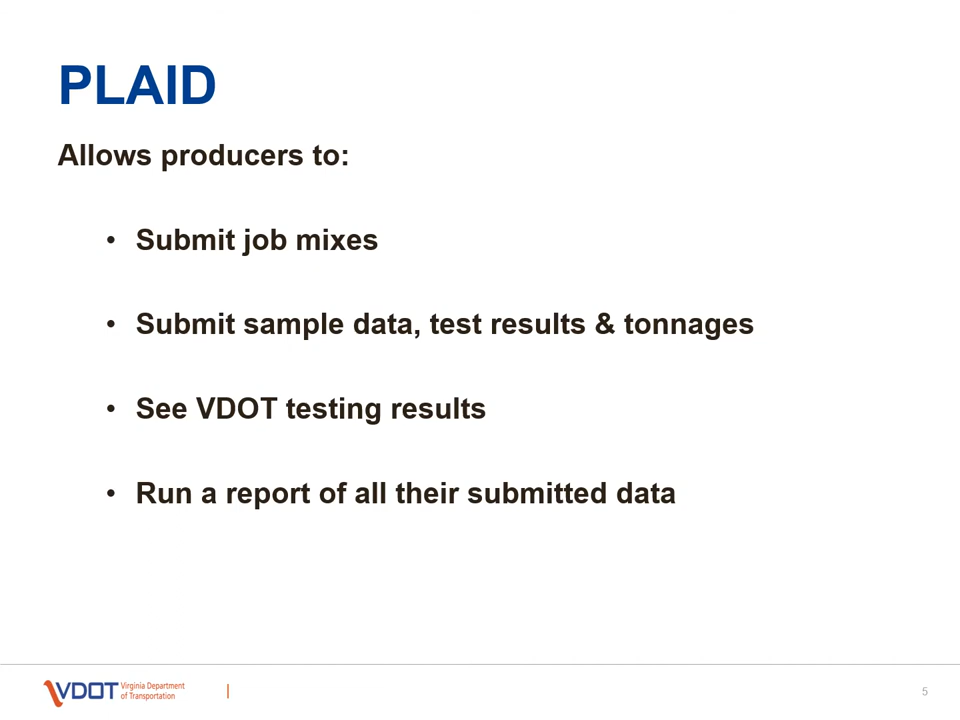 PLAID
Allows producers to:
• Submit job mixes
• Submit sample data, test results & tonnages
• See VDOT testing results
• Run a report of all their submitted data
VDOT Virginia Department
of Transportation
5